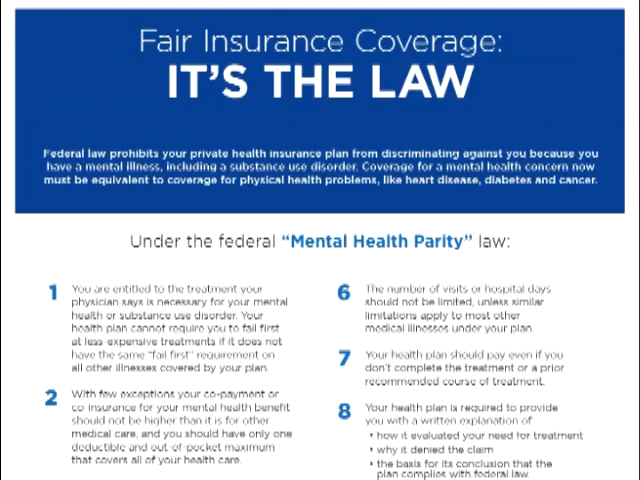 Fair Insurance Coverage:
IT'S THE LAW
Federal law prohibits your private health insurance plan from discriminating against you because you
have a mental illness, including a substance use disorder. Coverage for a mental health concern now
must be equivalent to coverage for physical health problems, like heart disease, diabetes and cancer.
Under the federal “Mental Health Parity” law:
1 You are entitled to the treatment your
physician says is necessary for your mental
health or substance use disorder. Your
health plan cannot require you to fail first
at less expensive treatments if it does not
have the same “fail first” requirement on
all other illnesses covered by your plan.
2 With few exceptions your co-payment or
co insurance for your mental health benefit
should not be higher than it is for other
medical care, and you should have only one
deductible and out-of-pocket maximum
that covers all of your health care.
6 The number of visits or hospital days
should not be limited, unless similar
limitations apply to most other
medical illnesses under your plan.
7 Your health plan should pay even if you
don't complete the treatment or a prior
recommended course of treatment.
8 Your health plan is required to provide
you with a written explanation of
• how it evaluated your need for treatment
• why it denied the claim
• the basis for its conclusion that the
plan complies with federal law.